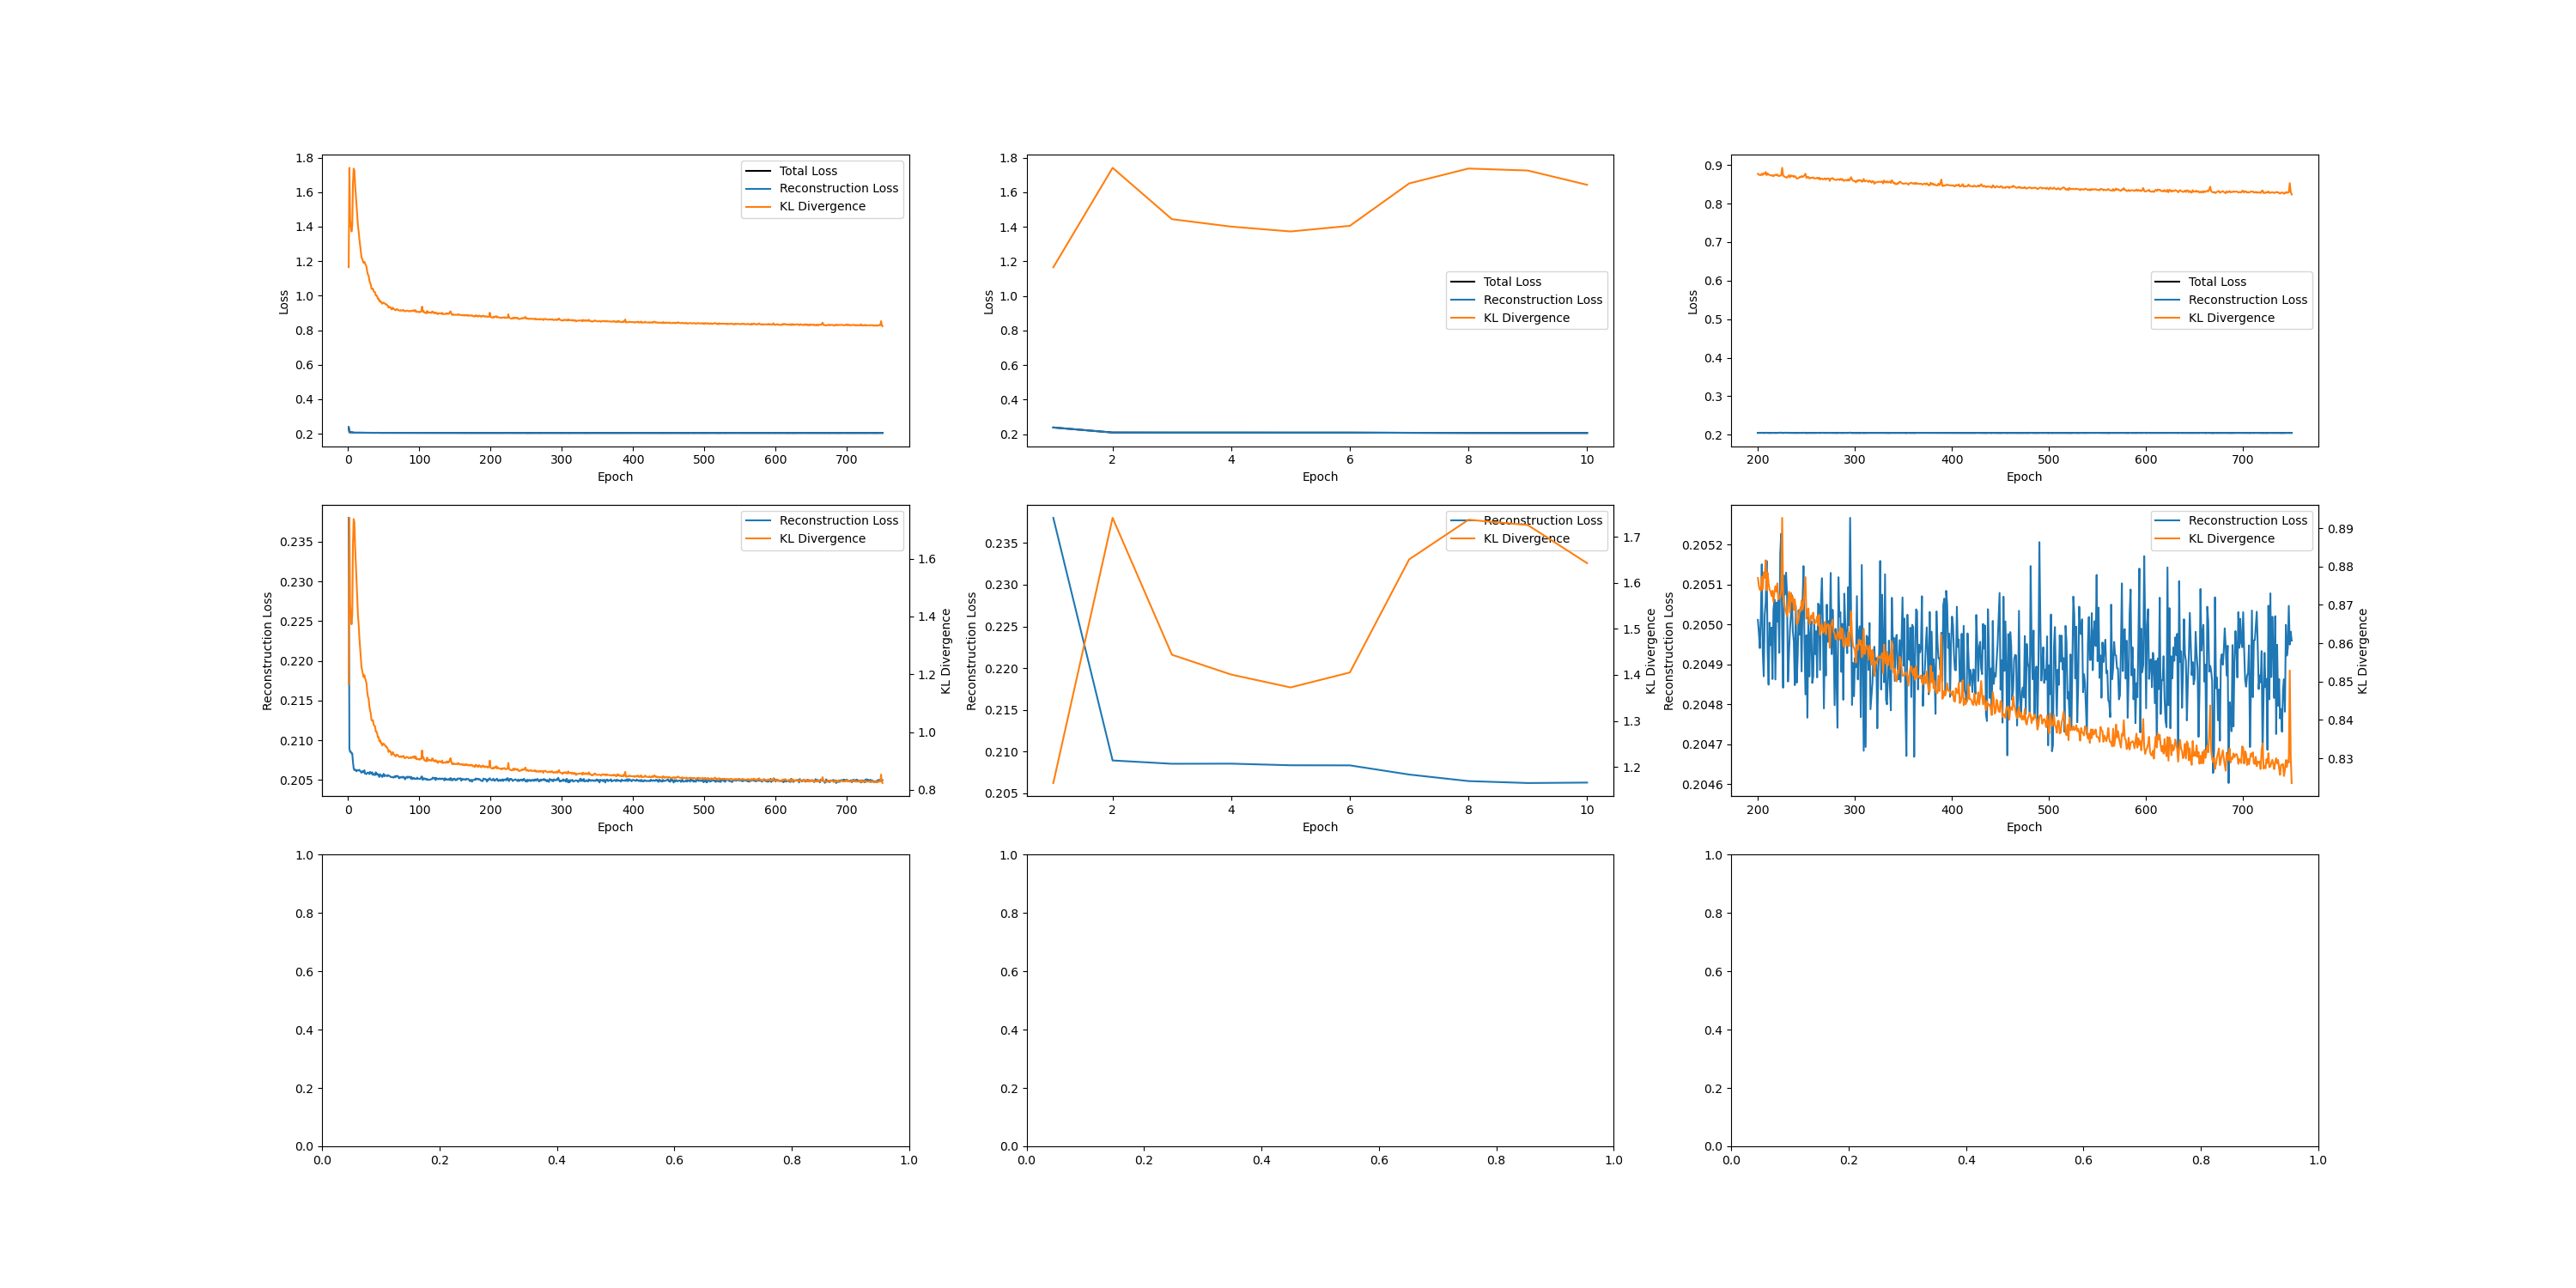 1.8
1.6
1.4
1.2
1.0
0.8
0.6
0.4
0.2
Loss
0 100 200 300 400 500 600 700
Epoch
Total Loss
Reconstruction Loss
KL Divergence
1.8
1.6
1.4
1.2
1.0
0.8
0.6
0.4
0.2
Loss
2 4 6 8 10
Epoch
Total Loss
Reconstruction Loss
KL Divergence
0.9
0.8
0.7
0.6
0.5
0.4
0.3
0.2
Loss
200 300 400 500 600 700
Epoch
Total Loss
Reconstruction Loss
KL Divergence
0.235
0.230
0.225
0.220
0.215
0.210
0.205
Reconstruction Loss
0 100 200 300 400 500 600 700
Epoch
Reconstruction Loss
KL Divergence
1.6
1.4
1.2
1.0
0.8
KL Divergence
0.235
0.230
0.225
0.220
0.215
0.210
0.205
Reconstruction Loss
2 4 6 8 10
Epoch
Reconstruction Loss
KL Divergence
1.7
1.6
1.5
1.4
1.3
1.2
KL Divergence
0.2052
0.2051
0.2050
0.2049
0.2048
0.2047
0.2046
Reconstruction Loss
200 300 400 500 600 700
Epoch
Reconstruction Loss
KL Divergence
0.89
0.88
0.87
0.86
0.85
0.84
0.83
KL Divergence
1.0
0.8
0.6
0.4
0.2
0.0
0.0 0.2 0.4 0.6 0.8 1.0
1.0
0.8
0.6
0.4
0.2
0.0
0.0 0.2 0.4 0.6 0.8 1.0
1.0
0.8
0.6
0.4
0.2
0.0
0.0 0.2 0.4 0.6 0.8 1.0